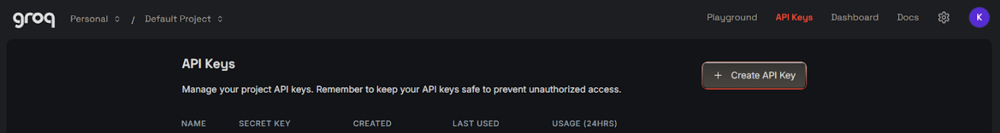 groq Personal / Default Project Playground API Keys Dashboard Docs K
API Keys
+ Create API Key
Manage your project API keys. Remember to keep your API keys safe to prevent unauthorized access.
NAME SECRET KEY CREATED LAST USED USAGE (24HRS)